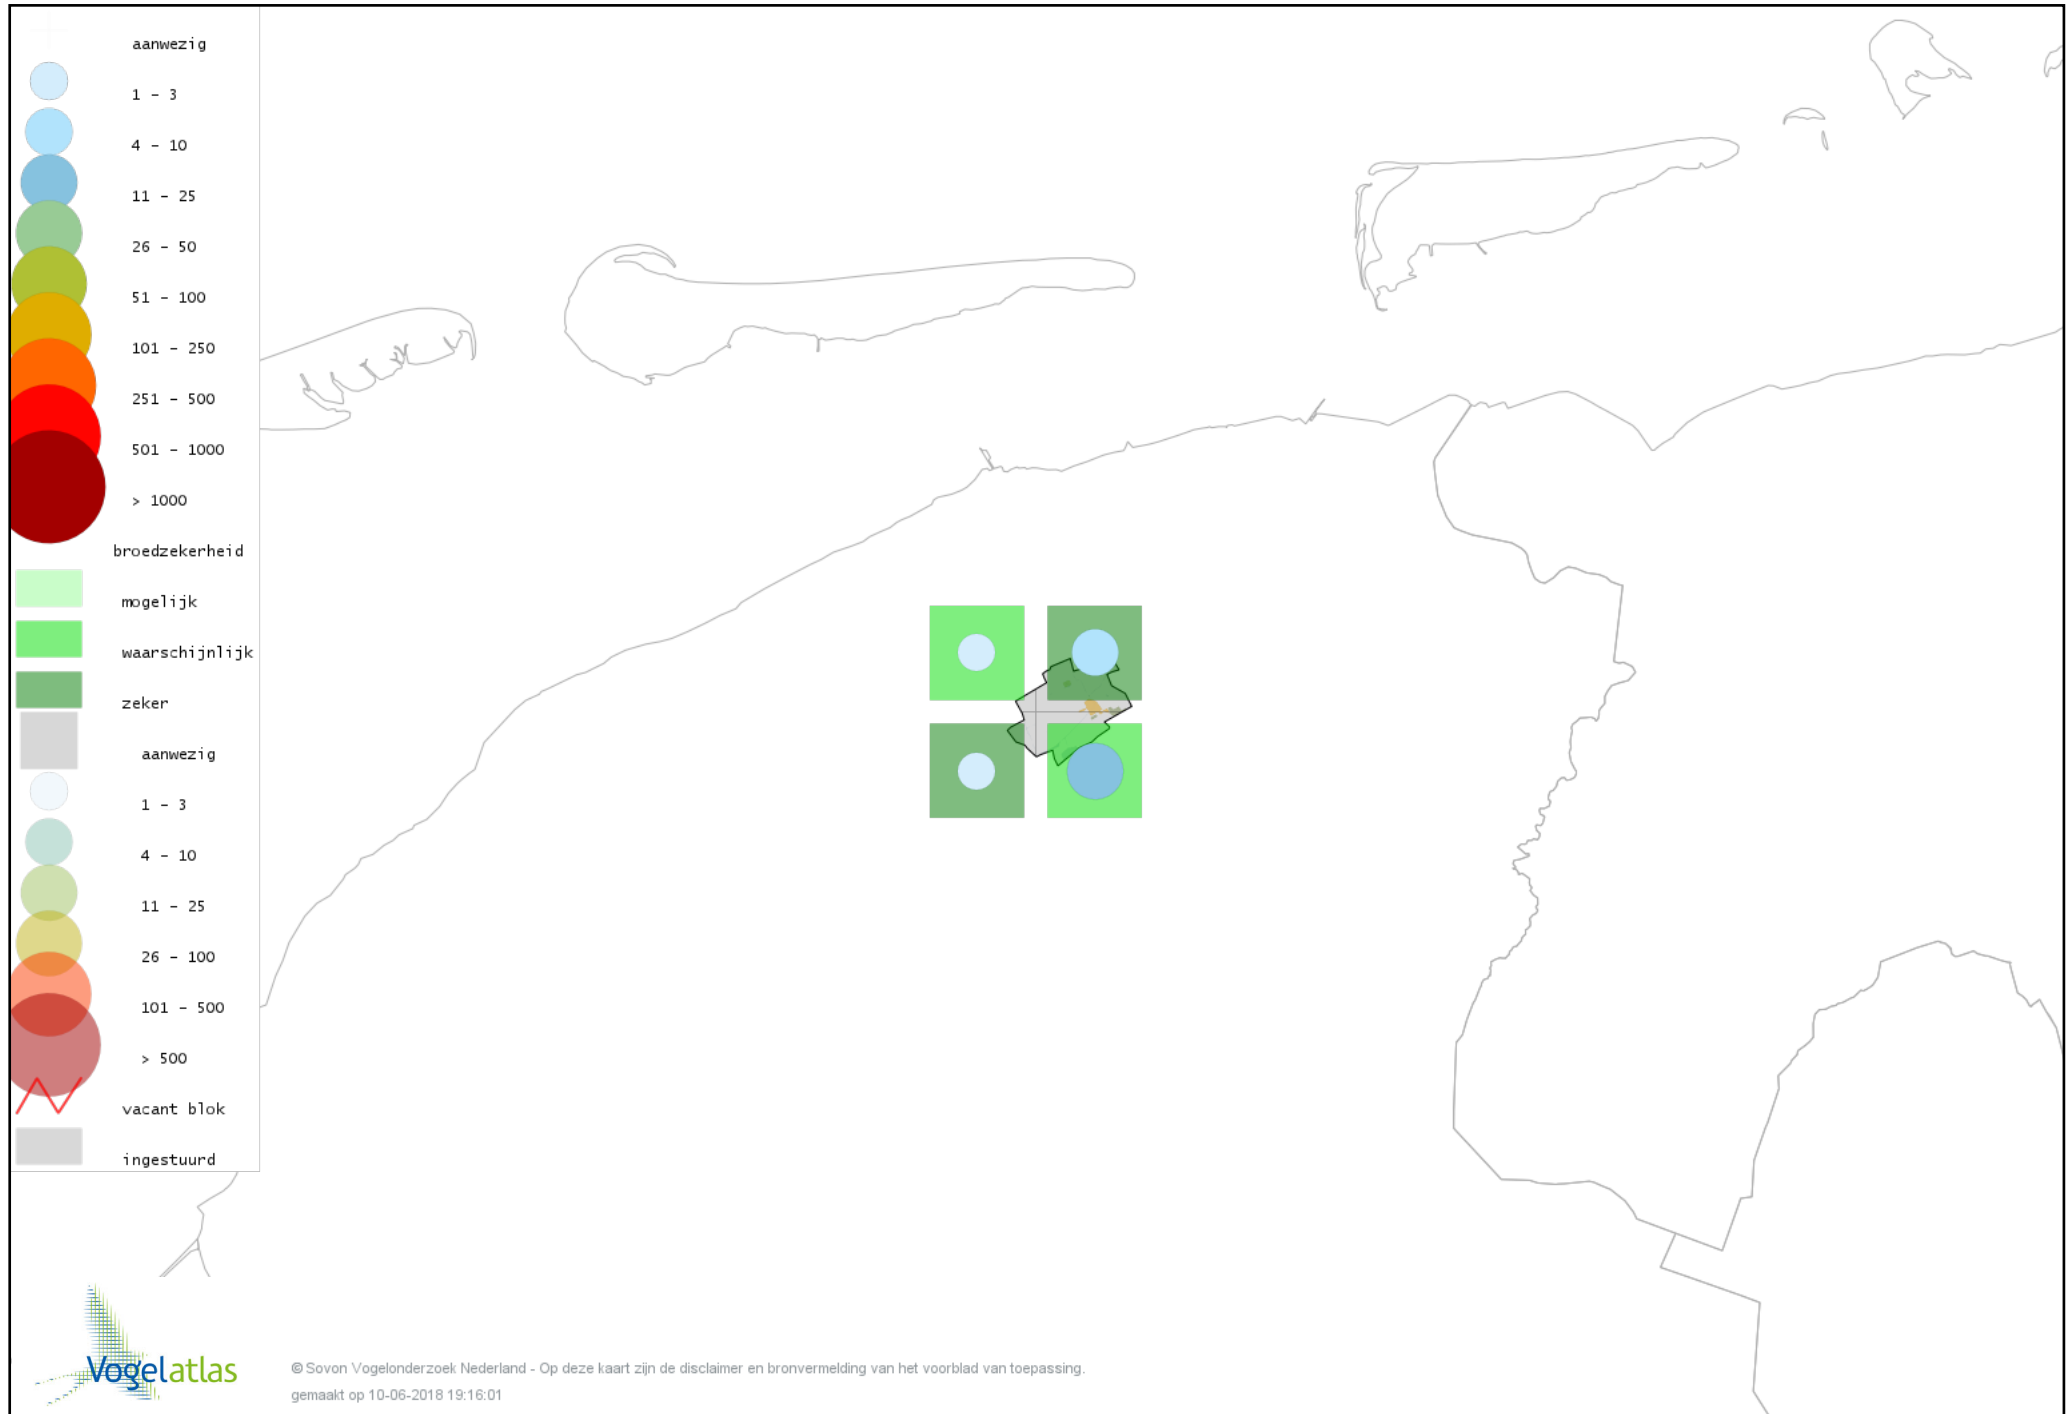 aanwezig
1 - 3
4 - 10
11 - 25
26 - 50
51 - 100
101 - 250
251 - 500
501 - 1000
> 1000
broedzekerheid
mogelijk
waarschijnlijk
zeker
aanwezig
1 - 3
4 - 10
11 - 25
26 - 100
101 - 500
> 500
vacant blok
ingestuurd
Vogelatlas
© Sovon Vogelonderzoek Nederland - Op deze kaart zijn de disclaimer en bronvermelding van het voorblad van toepassing.
gemaakt op 10-06-2018 19:16:01